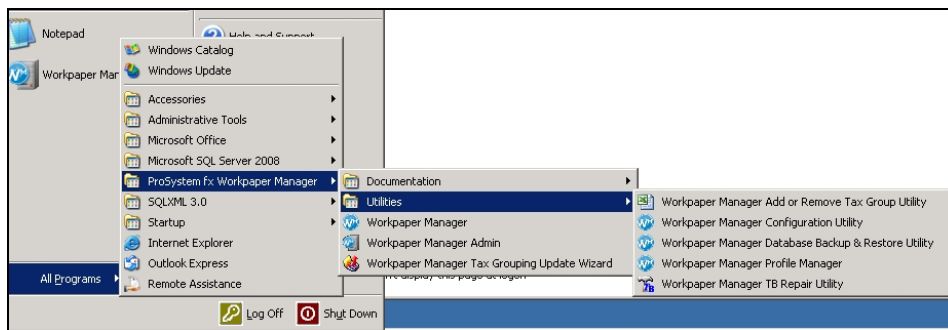 Notepad
Workpaper Mar
Help and Support
Windows Catalog
Windows Update
Accessories
Administrative Tools
Microsoft Office
Microsoft SQL Server 2008
ProSystem fx Workpaper Manager
SQLXML 3.0
Startup
Internet Explorer
Outlook Express
Remote Assistance
Documentation
Utilities
Workpaper Manager
Workpaper Manager Admin
Workpaper Manager Tax Grouping Update Wizard
Workpaper Manager Add or Remove Tax Group Utility
Workpaper Manager Configuration Utility
Workpaper Manager Database Backup & Restore Utility
Workpaper Manager Profile Manager
Workpaper Manager TB Repair Utility
display this page at logon
All Programs
Log Off
Shut Down